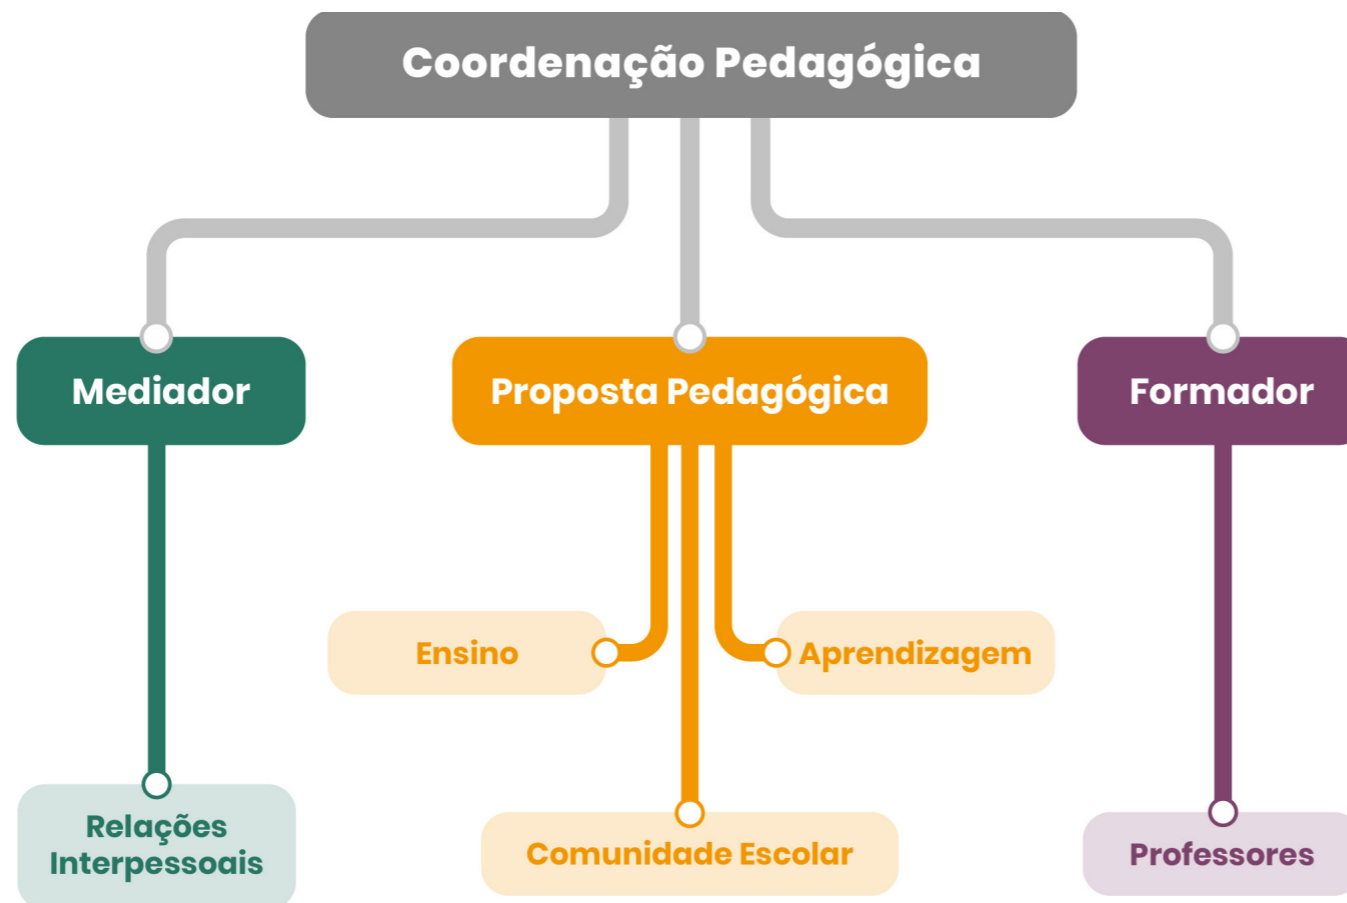 Coordenação Pedagógica
Mediador
Proposta Pedagógica
Formador
Ensino
Aprendizagem
Relações
Interpessoais
Comunidade Escolar
Professores